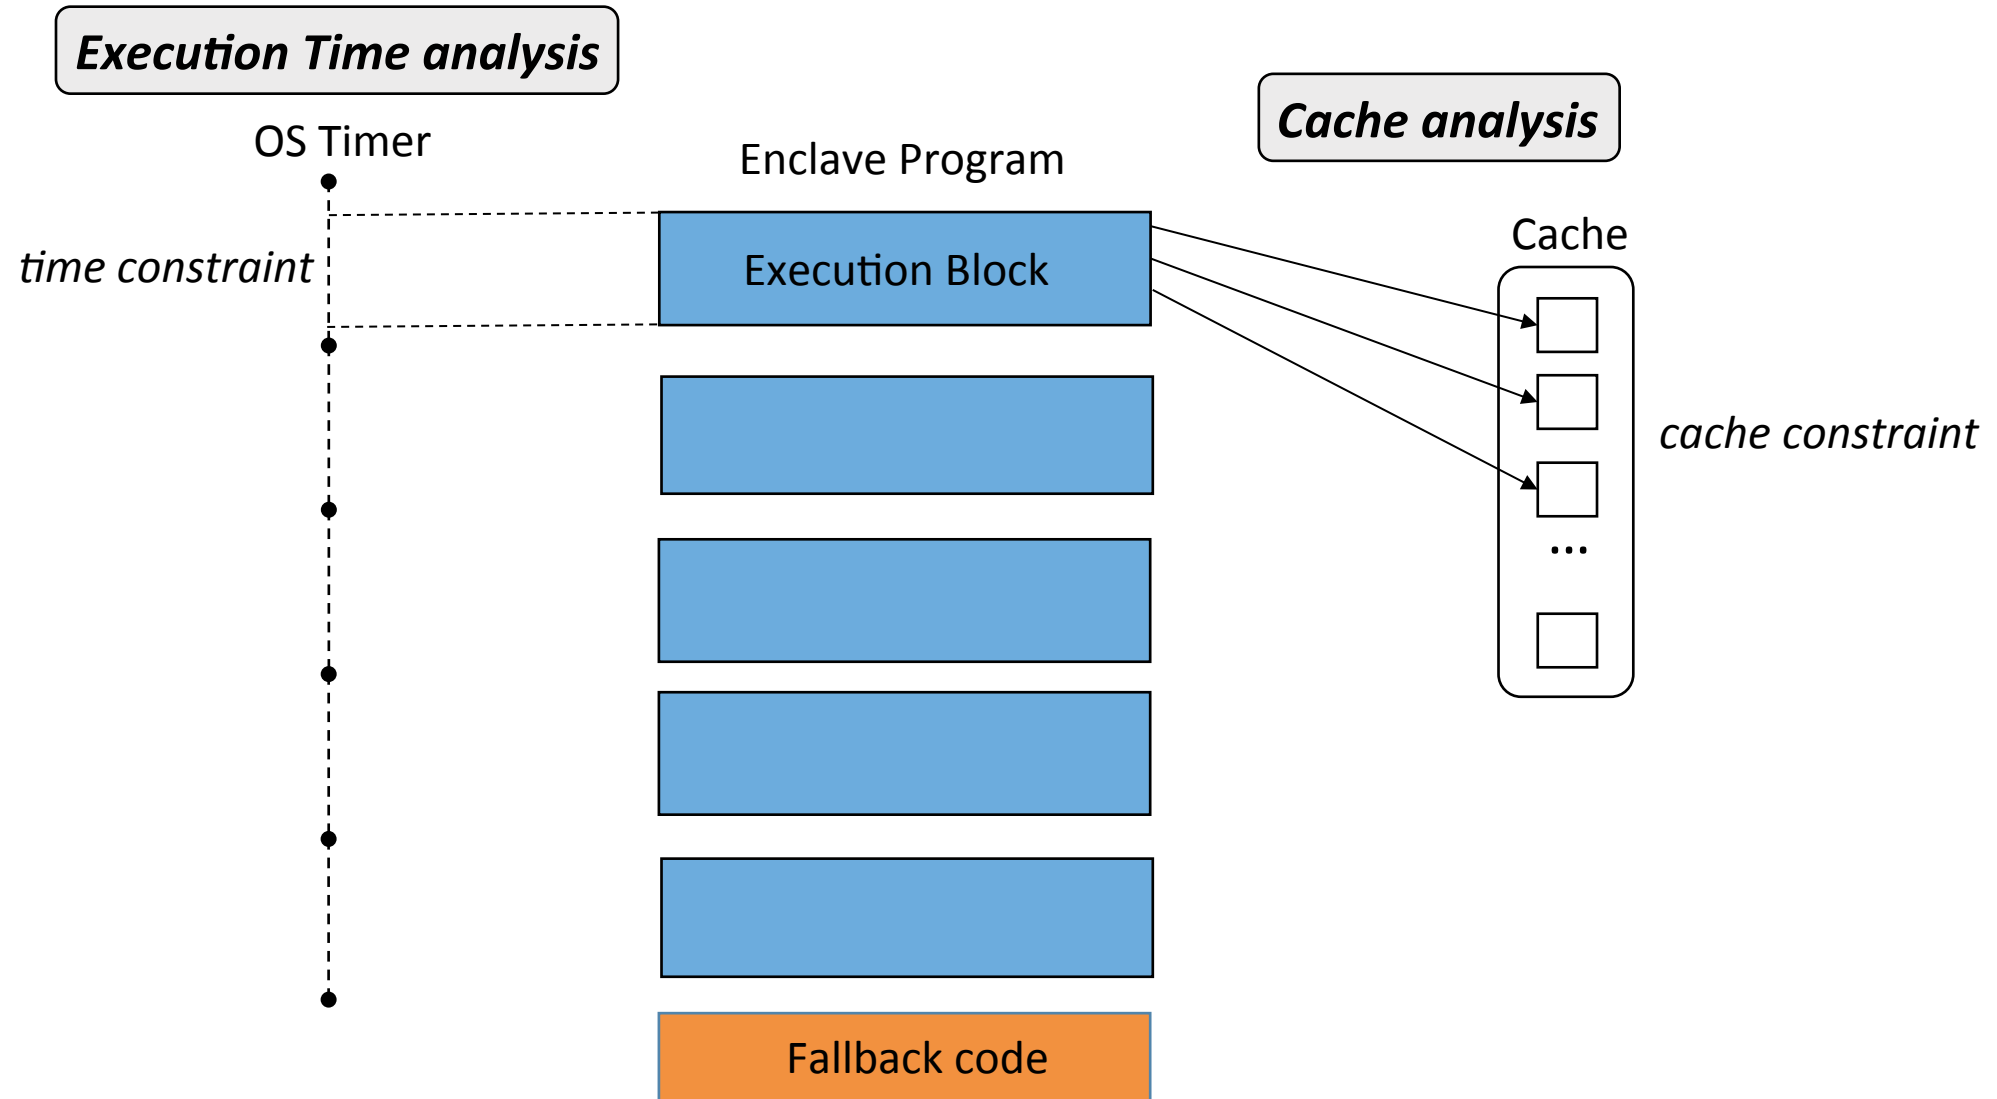 Execution Time analysis
OS Timer
time constraint
Enclave Program
Execution Block
Fallback code
Cache analysis
Cache
...
cache constraint